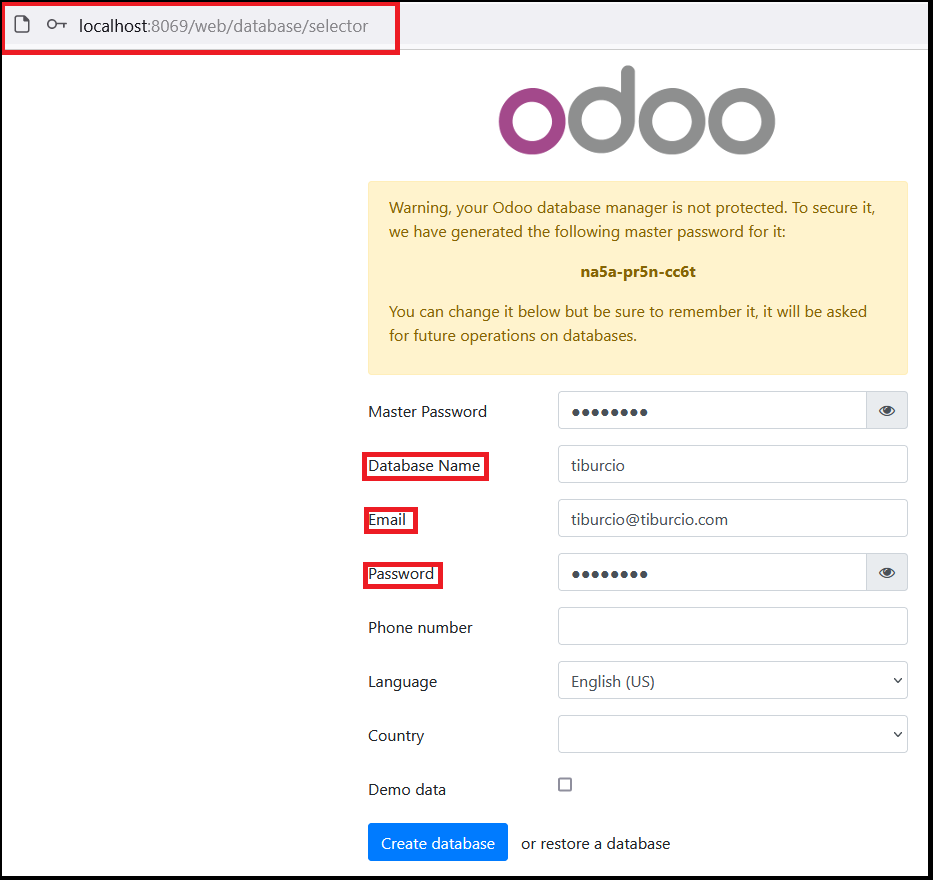 localhost:8069/web/database/selector
odoo
Warning, your Odoo database manager is not protected. To secure it,
we have generated the following master password for it:
na5a-pr5n-cc6t
You can change it below but be sure to remember it, it will be asked
for future operations on databases.
Master Password ●●●●●●●●
Database Name tiburcio
Email tiburcio@tiburcio.com
Password ●●●●●●●●
Phone number
Language English (US)
Country
Demo data
Create database or restore a database